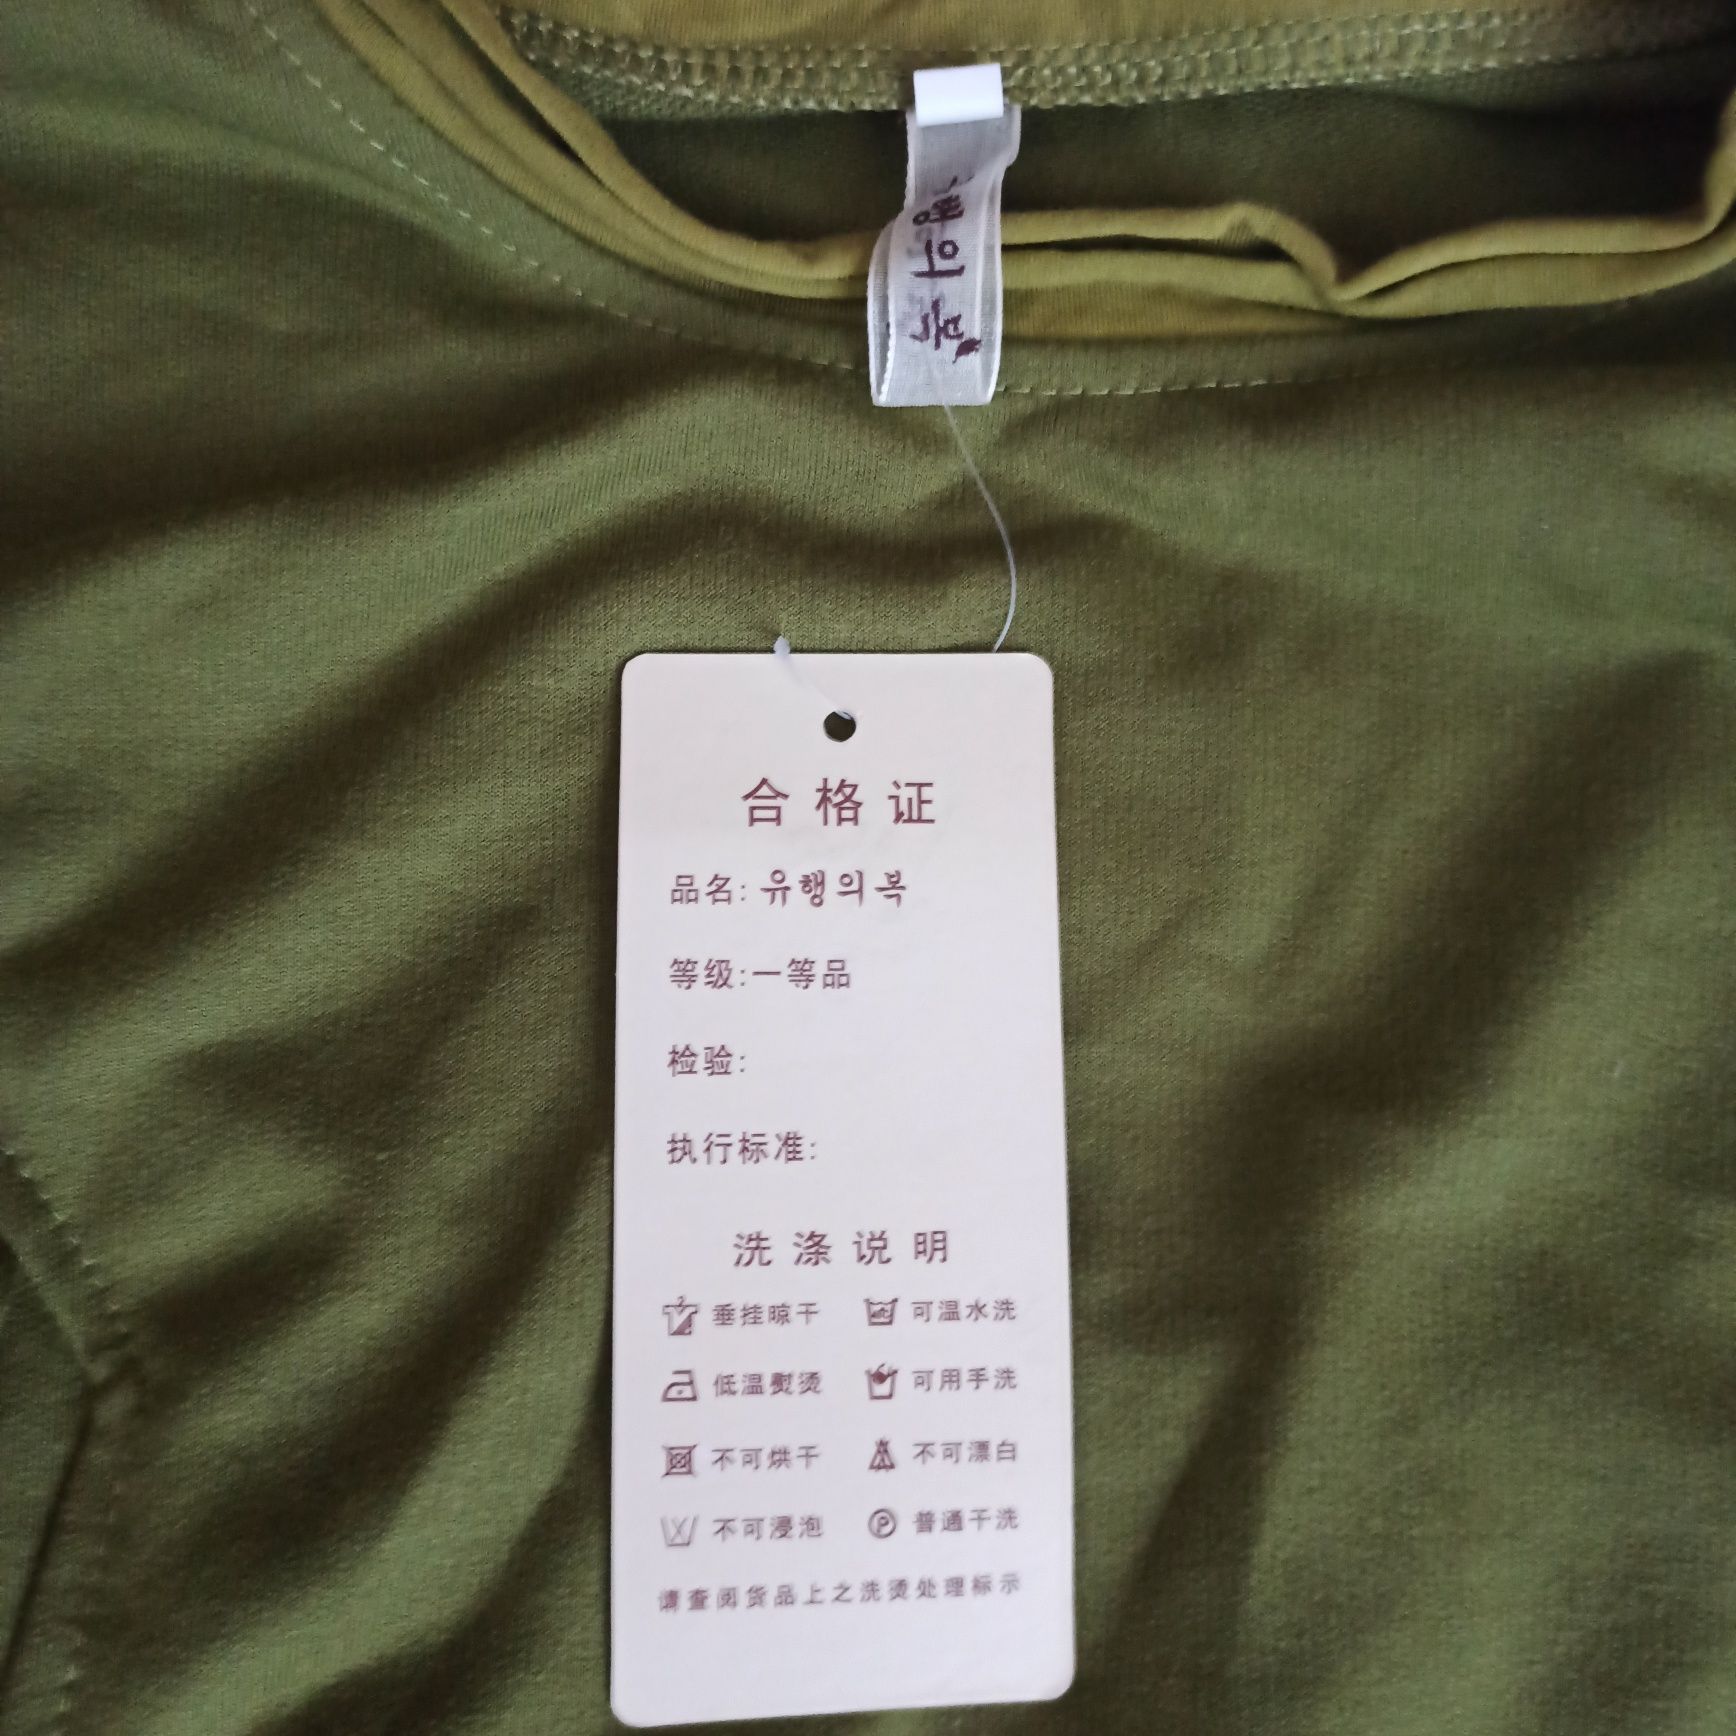 행의복
合格证
品名: 유행의복
等级:一等品
检验:
执行标准:
洗涤说明
垂挂晾干 可温水洗
低温熨烫 可用手洗
不可烘干 不可漂白
不可浸泡 P 普通干洗
请查阅货品上之洗烫处理标示